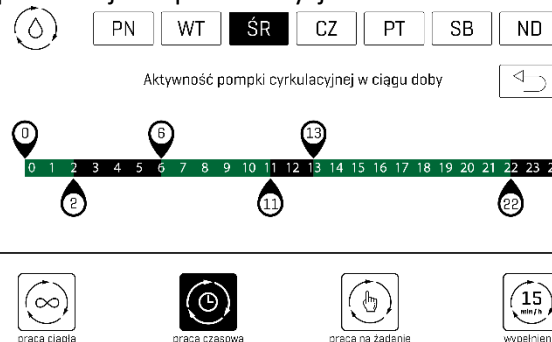 PN WT ŚR CZ PT SB ND
Aktywność pompki cyrkulacyjnej w ciągu doby
0 6 13
0 1 2 3 4 5 6 7 8 9 10 11 12 13 14 15 16 17 18 19 20 21 22 23
2 11 22
15
min/h
praca ciągła praca czasowa praca na żądanie